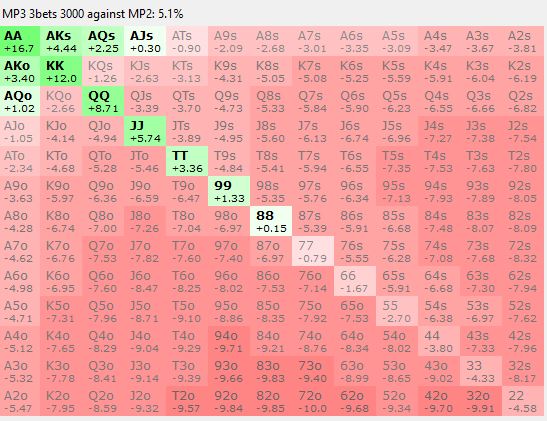 MP3 3bets 3000 against MP2: 5.1%
AA AKs AQs AJs ATs A9s A8s A7s A6s A5s A4s A3s A2s
+16.7 +4.44 +2.25 +0.30 -0.90 -2.09 -2.68 -3.01 -3.35 -3.09 -3.47 -3.67 -3.81
AKo KK KQs KJs KTs K9s K8s K7s K6s K5s K4s K3s K2s
+3.40 +12.0 -1.26 -2.63 -3.13 -4.31 -5.05 -5.08 -5.25 -5.59 -5.91 -6.04 -6.19
AQo KQo QQ QJs QTs Q9s Q8s Q7s Q6s Q5s Q4s Q3s Q2s
+1.02 -2.66 +8.71 -3.39 -3.70 -4.73 -5.33 -5.84 -5.90 -6.23 -6.55 -6.66 -6.82
AJo KJo QJo JJ JTs J9s J8s J7s J6s J5s J4s J3s J2s
-1.05 -4.14 -4.94 +5.74 -3.89 -4.95 -5.60 -6.13 -6.74 -6.96 -7.27 -7.38 -7.54
ATo KTo QTo JTo TT T9s T8s T7s T6s T5s T4s T3s T2s
-2.34 -4.68 -5.28 -5.46 +3.36 -4.84 -5.41 -5.94 -6.55 -7.35 -7.53 -7.63 -7.80
A9o K9o Q9o J9o T9o 99 98s 97s 96s 95s 94s 93s 92s
-3.63 -5.97 -6.36 -6.59 -6.47 +1.33 -5.35 -5.76 -6.34 -7.13 -7.93 -7.89 -8.05
A8o K8o Q8o J8o T8o 98o 88 87s 86s 85s 84s 83s 82s
-4.28 -6.74 -7.00 -7.26 -7.04 -6.97 +0.15 -5.39 -5.91 -6.68 -7.48 -8.07 -8.09
A7o K7o Q7o J7o T7o 97o 87o 77 76s 75s 74s 73s 72s
-4.62 -6.76 -7.53 -7.82 -7.60 -7.40 -6.97 -0.79 -5.55 -6.28 -7.08 -7.68 -8.32
A6o K6o Q6o J6o T6o 96o 86o 76o 66 65s 64s 63s 62s
-4.98 -6.93 -7.60 -8.47 -8.25 -8.02 -7.53 -7.14 -1.67 -5.91 -6.68 -7.30 -7.94
A5o K5o Q5o J5o T5o 95o 85o 75o 65o 55 54s 53s 52s
-4.71 -7.31 -7.96 -8.71 -9.10 -8.86 -8.35 -7.92 -7.53 -2.70 -6.38 -6.97 -7.62
A4o K4o Q4o J4o T4o 94o 84o 74o 64o 54o 44 43s 42s
-5.12 -7.65 -8.29 -9.04 -9.29 -9.71 -9.21 -8.76 -8.34 -8.02 -3.80 -7.33 -7.96
A3o K3o Q3o J3o T3o 93o 83o 73o 63o 53o 43o 33 32s
-5.32 -7.78 -8.41 -9.14 -9.39 -9.66 -9.83 -9.40 -8.99 -8.65 -9.02 -4.33 -8.17
A2o K2o Q2o J2o T2o 92o 82o 72o 62o 52o 42o 32o 22
-5.47 -7.95 -8.59 -9.32 -9.57 -9.84 -9.85 -10.0 -9.68 -9.34 -9.70 -9.91 -4.58